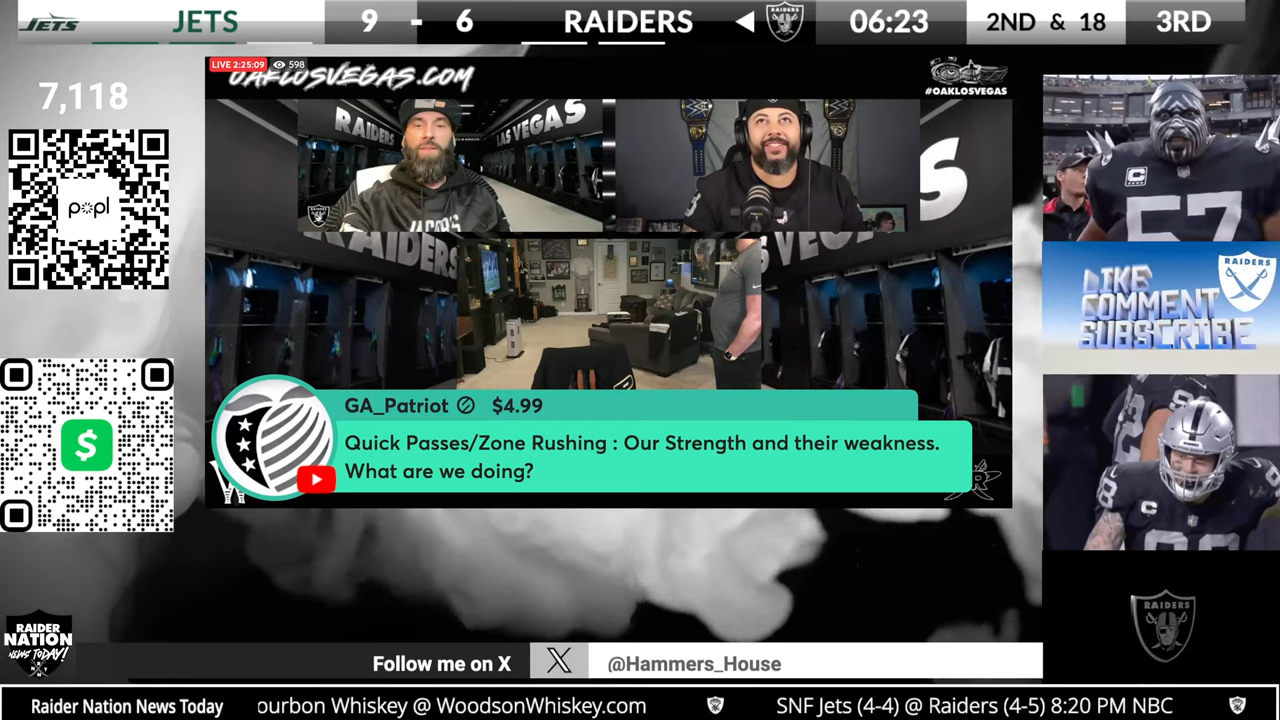 JETS
JETS
9 - 6
RAIDERS
RAIDERS
06:23
2ND & 18
3RD
LIVE 2:25:09 598
OAKLOSVEGAS.COM
#OAKLOSVEGAS
7,118
popl
RAIDERS
LAS VEGAS
S
RAIDERS
VEG
C
57
RAIDERS
LIKE
COMMENT
SUBSCRIBE
GA_Patriot
$4.99
Quick Passes/Zone Rushing : Our Strength and their weakness.
What are we doing?
$
C
RAIDERS
RAIDER
NATION
NEWS TODAY!
Follow me on X
X
@Hammers_House
Raider Nation News Today
ourbon Whiskey @ WoodsonWhiskey.com
SNF Jets (4-4) @ Raiders (4-5) 8:20 PM NBC